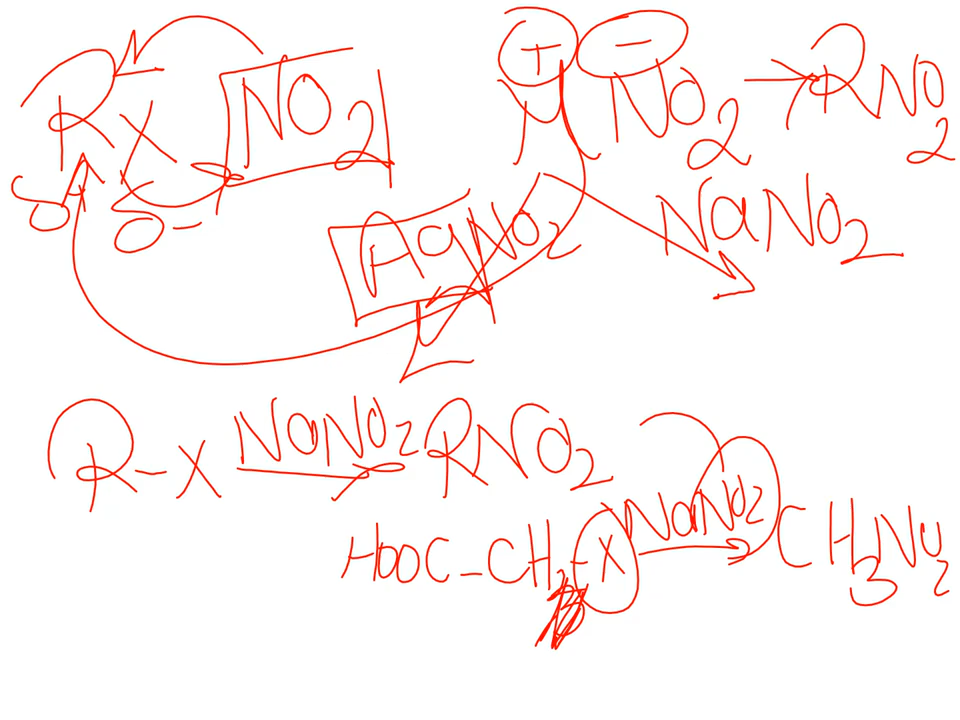 R X NO2 M NO2 → RNO2
δ+ δ- + -
AgNO2 NaNO2
R-X NaNO2 → RNO2
HOOC-CH2-X NaNO2 → CH3NO2